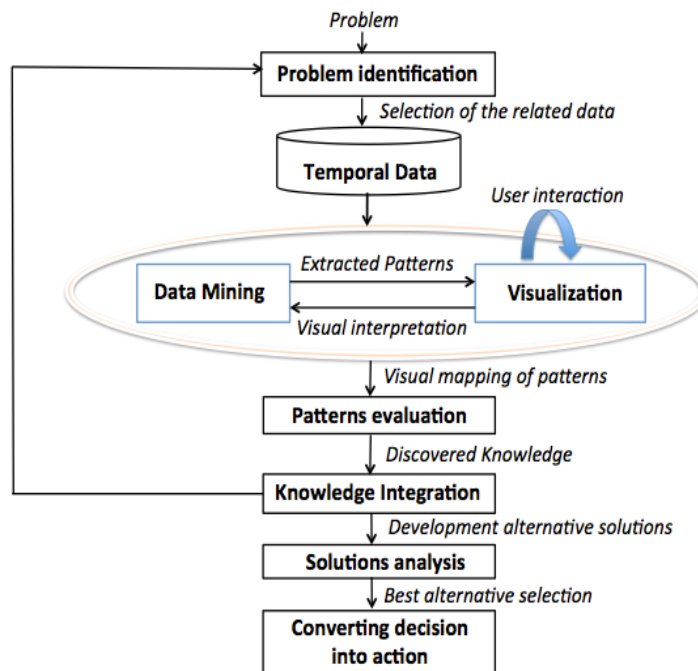 Problem
Problem identification
Selection of the related data
Temporal Data
User interaction
Extracted Patterns
Data Mining
Visualization
Visual interpretation
Visual mapping of patterns
Patterns evaluation
Discovered Knowledge
Knowledge Integration
Development alternative solutions
Solutions analysis
Best alternative selection
Converting decision
into action